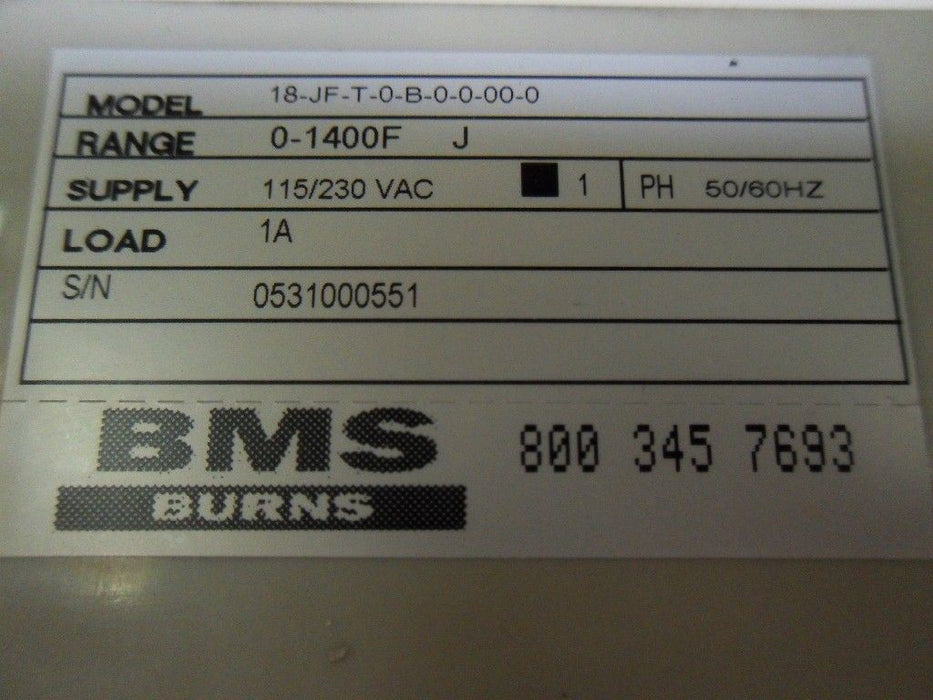 MODEL 18-JF-T-0-B-0-0-00-0
RANGE 0-1400F J
SUPPLY 115/230 VAC 1 PH 50/60HZ
LOAD 1A
S/N 0531000551
BMS 800 345 7693
BURNS